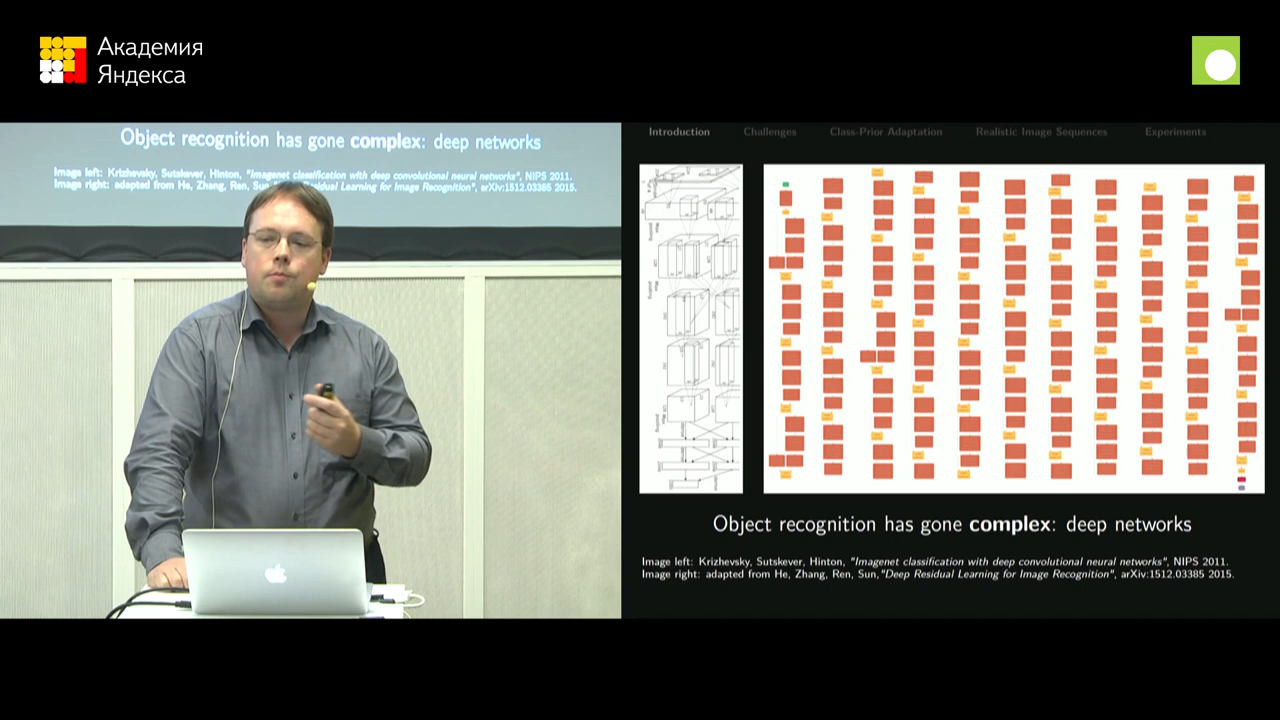 Академия
Яндекса
Object recognition has gone complex: deep networks
Image left: Krizhevsky, Sutskever, Hinton, "Imagenet classification with deep convolutional neural networks", NIPS 2011.
Image right: adapted from He, Zhang, Ren, Sun, "Deep Residual Learning for Image Recognition", arXiv:1512.03385 2015.
Introduction Challenges Class-Prior Adaptation Realistic Image Sequences Experiments
Object recognition has gone complex: deep networks
Image left: Krizhevsky, Sutskever, Hinton, "Imagenet classification with deep convolutional neural networks", NIPS 2011.
Image right: adapted from He, Zhang, Ren, Sun,"Deep Residual Learning for Image Recognition", arXiv:1512.03385 2015.